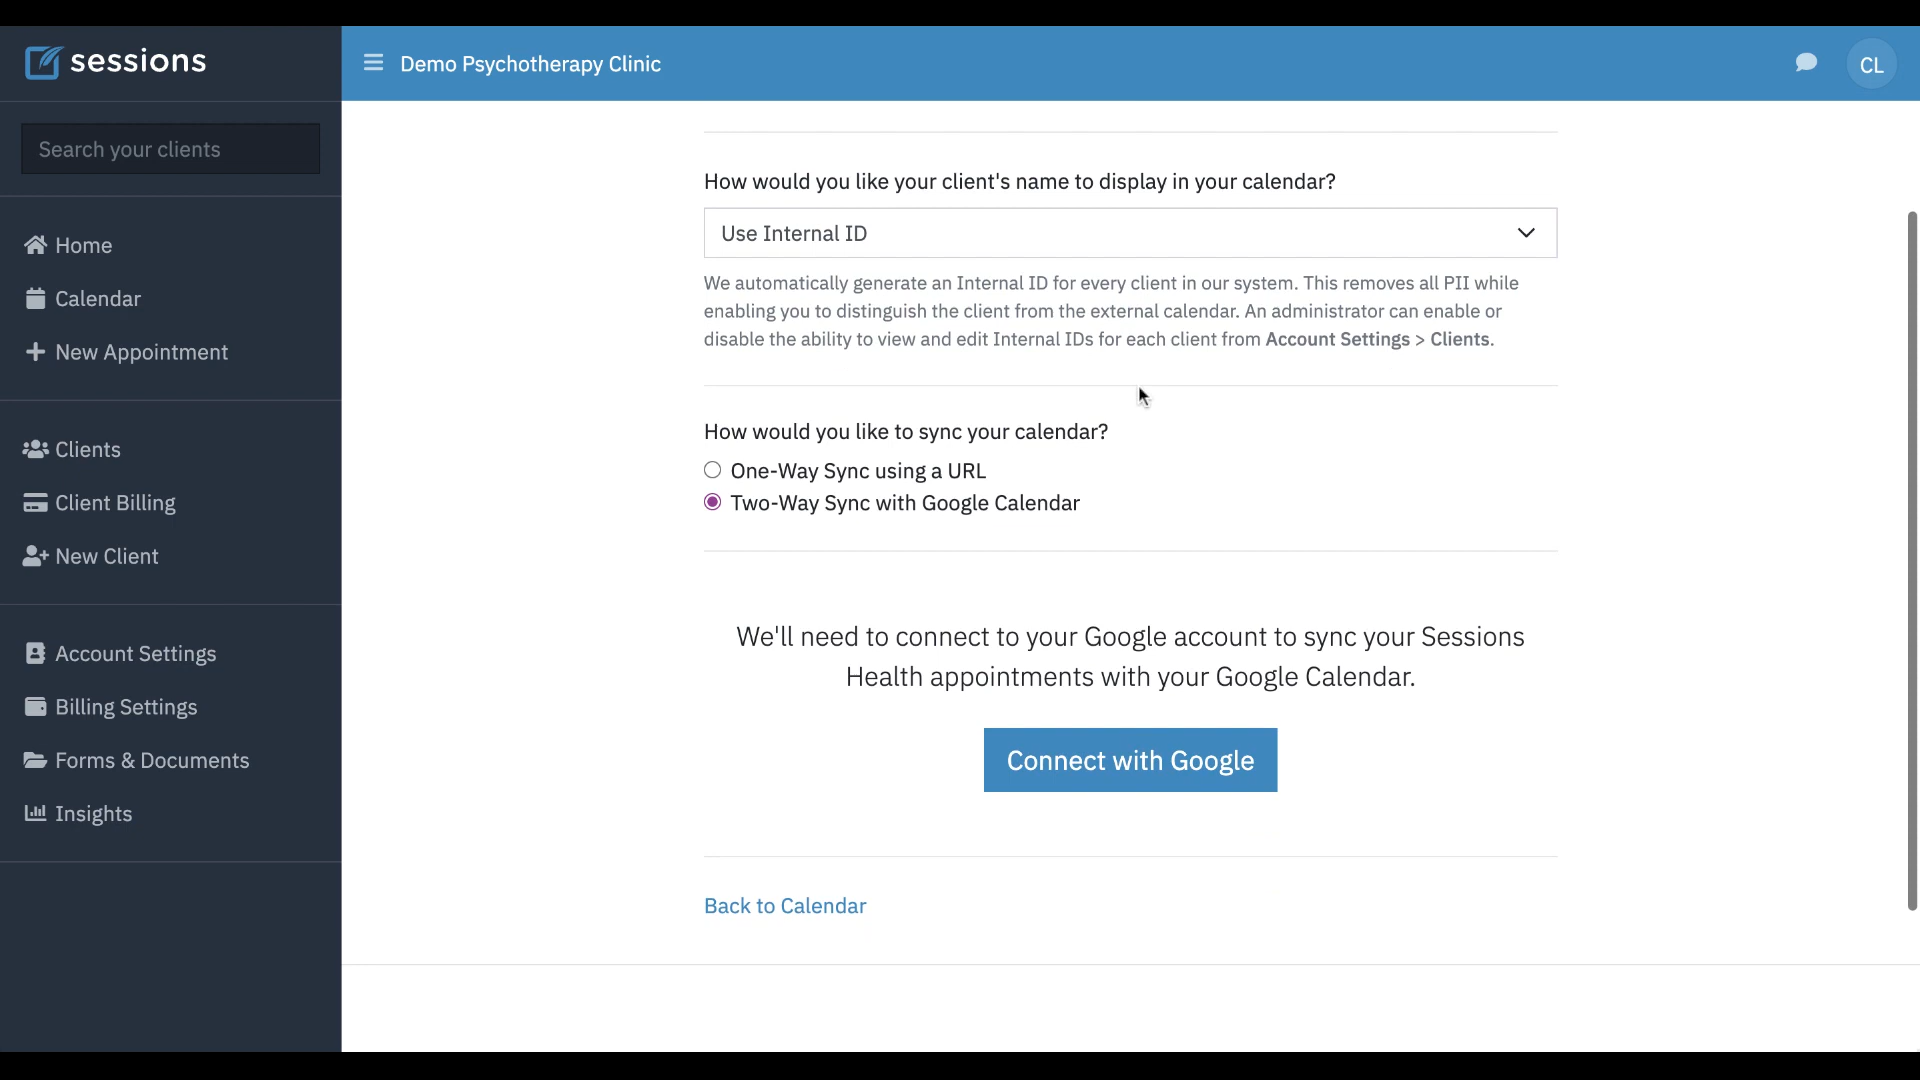 sessions
Demo Psychotherapy Clinic
CL
Search your clients
Home
Calendar
New Appointment
Clients
Client Billing
New Client
Account Settings
Billing Settings
Forms & Documents
Insights
How would you like your client's name to display in your calendar?
Use Internal ID
We automatically generate an Internal ID for every client in our system. This removes all PII while
enabling you to distinguish the client from the external calendar. An administrator can enable or
disable the ability to view and edit Internal IDs for each client from Account Settings > Clients.
How would you like to sync your calendar?
One-Way Sync using a URL
Two-Way Sync with Google Calendar
We'll need to connect to your Google account to sync your Sessions
Health appointments with your Google Calendar.
Connect with Google
Back to Calendar